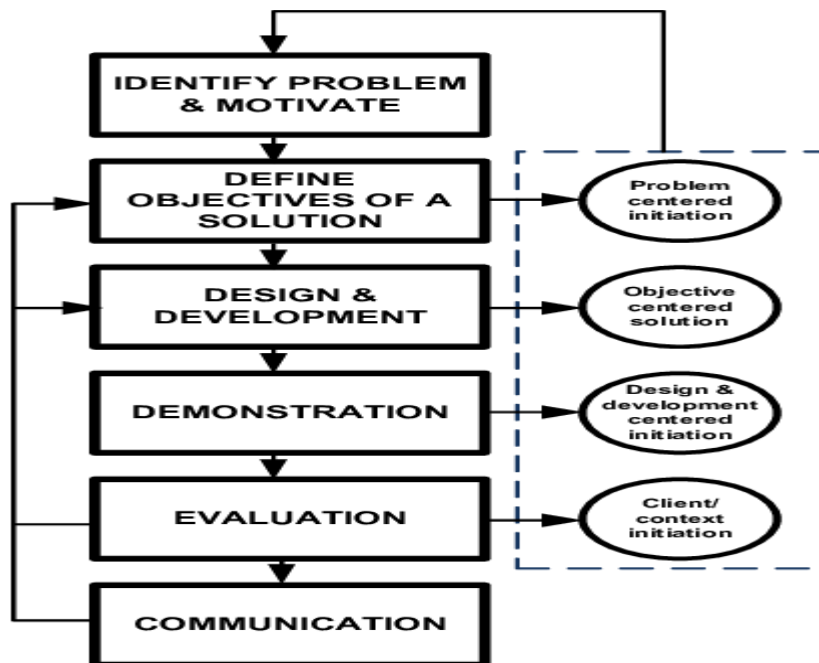 IDENTIFY PROBLEM
& MOTIVATE
DEFINE
OBJECTIVES OF A
SOLUTION
Problem
centered
initiation
DESIGN &
DEVELOPMENT
Objective
centered
solution
DEMONSTRATION
Design &
development
centered
initiation
EVALUATION
Client/
context
initiation
COMMUNICATION